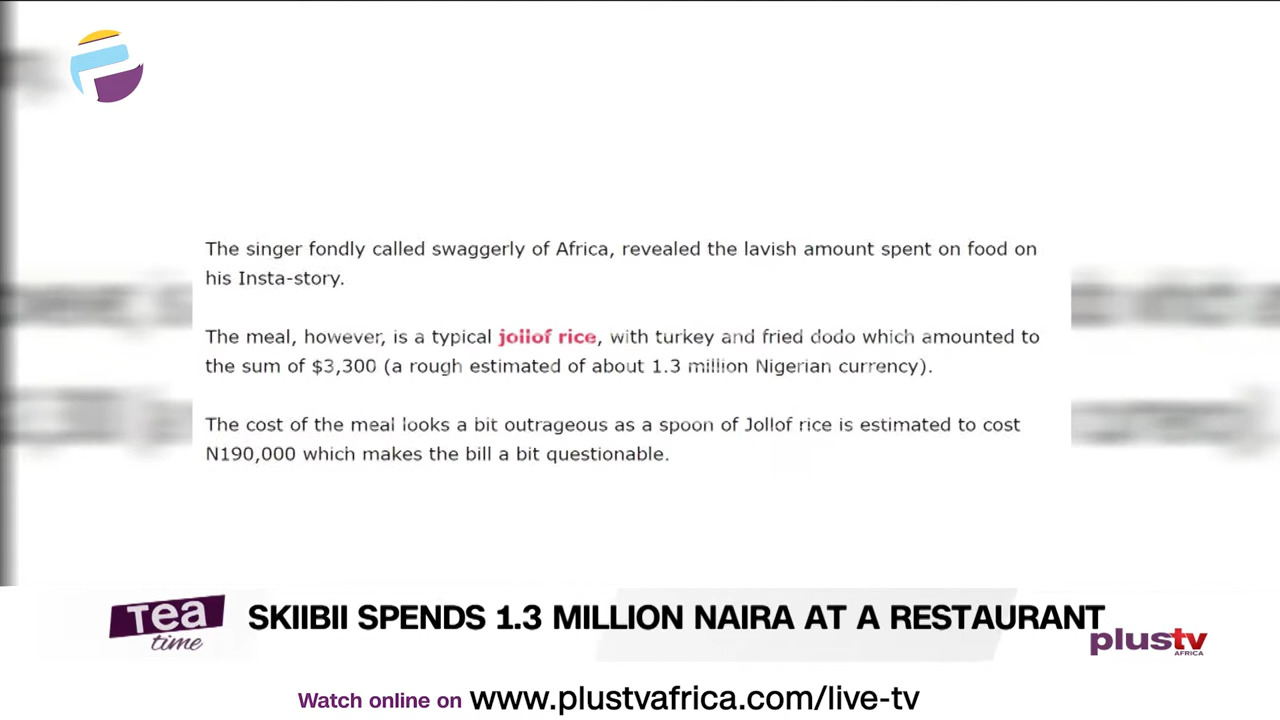 The singer fondly called swaggerly of Africa, revealed the lavish amount spent on food on
his Insta-story.
The meal, however, is a typical jollof rice, with turkey and fried dodo which amounted to
the sum of $3,300 (a rough estimated of about 1.3 million Nigerian currency).
The cost of the meal looks a bit outrageous as a spoon of Jollof rice is estimated to cost
N190,000 which makes the bill a bit questionable.
Tea
time
SKIIBII SPENDS 1.3 MILLION NAIRA AT A RESTAURANT
plustv
AFRICA
Watch online on www.plustvafrica.com/live-tv